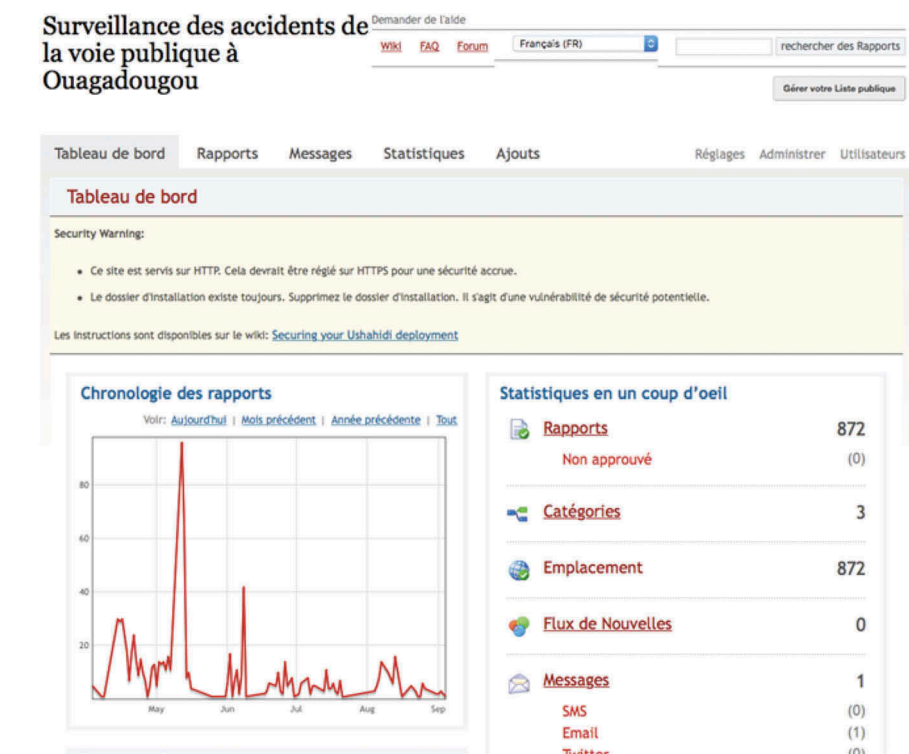 Surveillance des accidents de
la voie publique à
Ouagadougou
Demander de l'aide
Wiki FAQ Forum Français (FR) rechercher des Rapports
Gérer votre Liste publique
Tableau de bord Rapports Messages Statistiques Ajouts Réglages Administrer Utilisateurs
Tableau de bord
Security Warning:
• Ce site est servis sur HTTP. Cela devrait être réglé sur HTTPS pour une sécurité accrue.
• Le dossier d'installation existe toujours. Supprimez le dossier d'installation. Il s'agit d'une vulnérabilité de sécurité potentielle.
Les instructions sont disponibles sur le wiki: Securing your Ushahidi deployment
Chronologie des rapports
Voir: Aujourd'hui | Mois précédent | Année précédente | Tout
80
60
40
20
May Jun Jul Aug Sep
Statistiques en un coup d'oeil
Rapports 872
Non approuvé (0)
Catégories 3
Emplacement 872
Flux de Nouvelles 0
Messages 1
SMS (0)
Email (1)
Twitter (0)